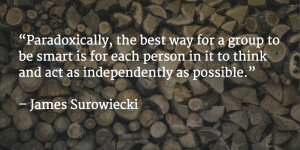 “Paradoxically, the best way for a group to
be smart is for each person in it to think
and act as independently as possible.”
– James Surowiecki